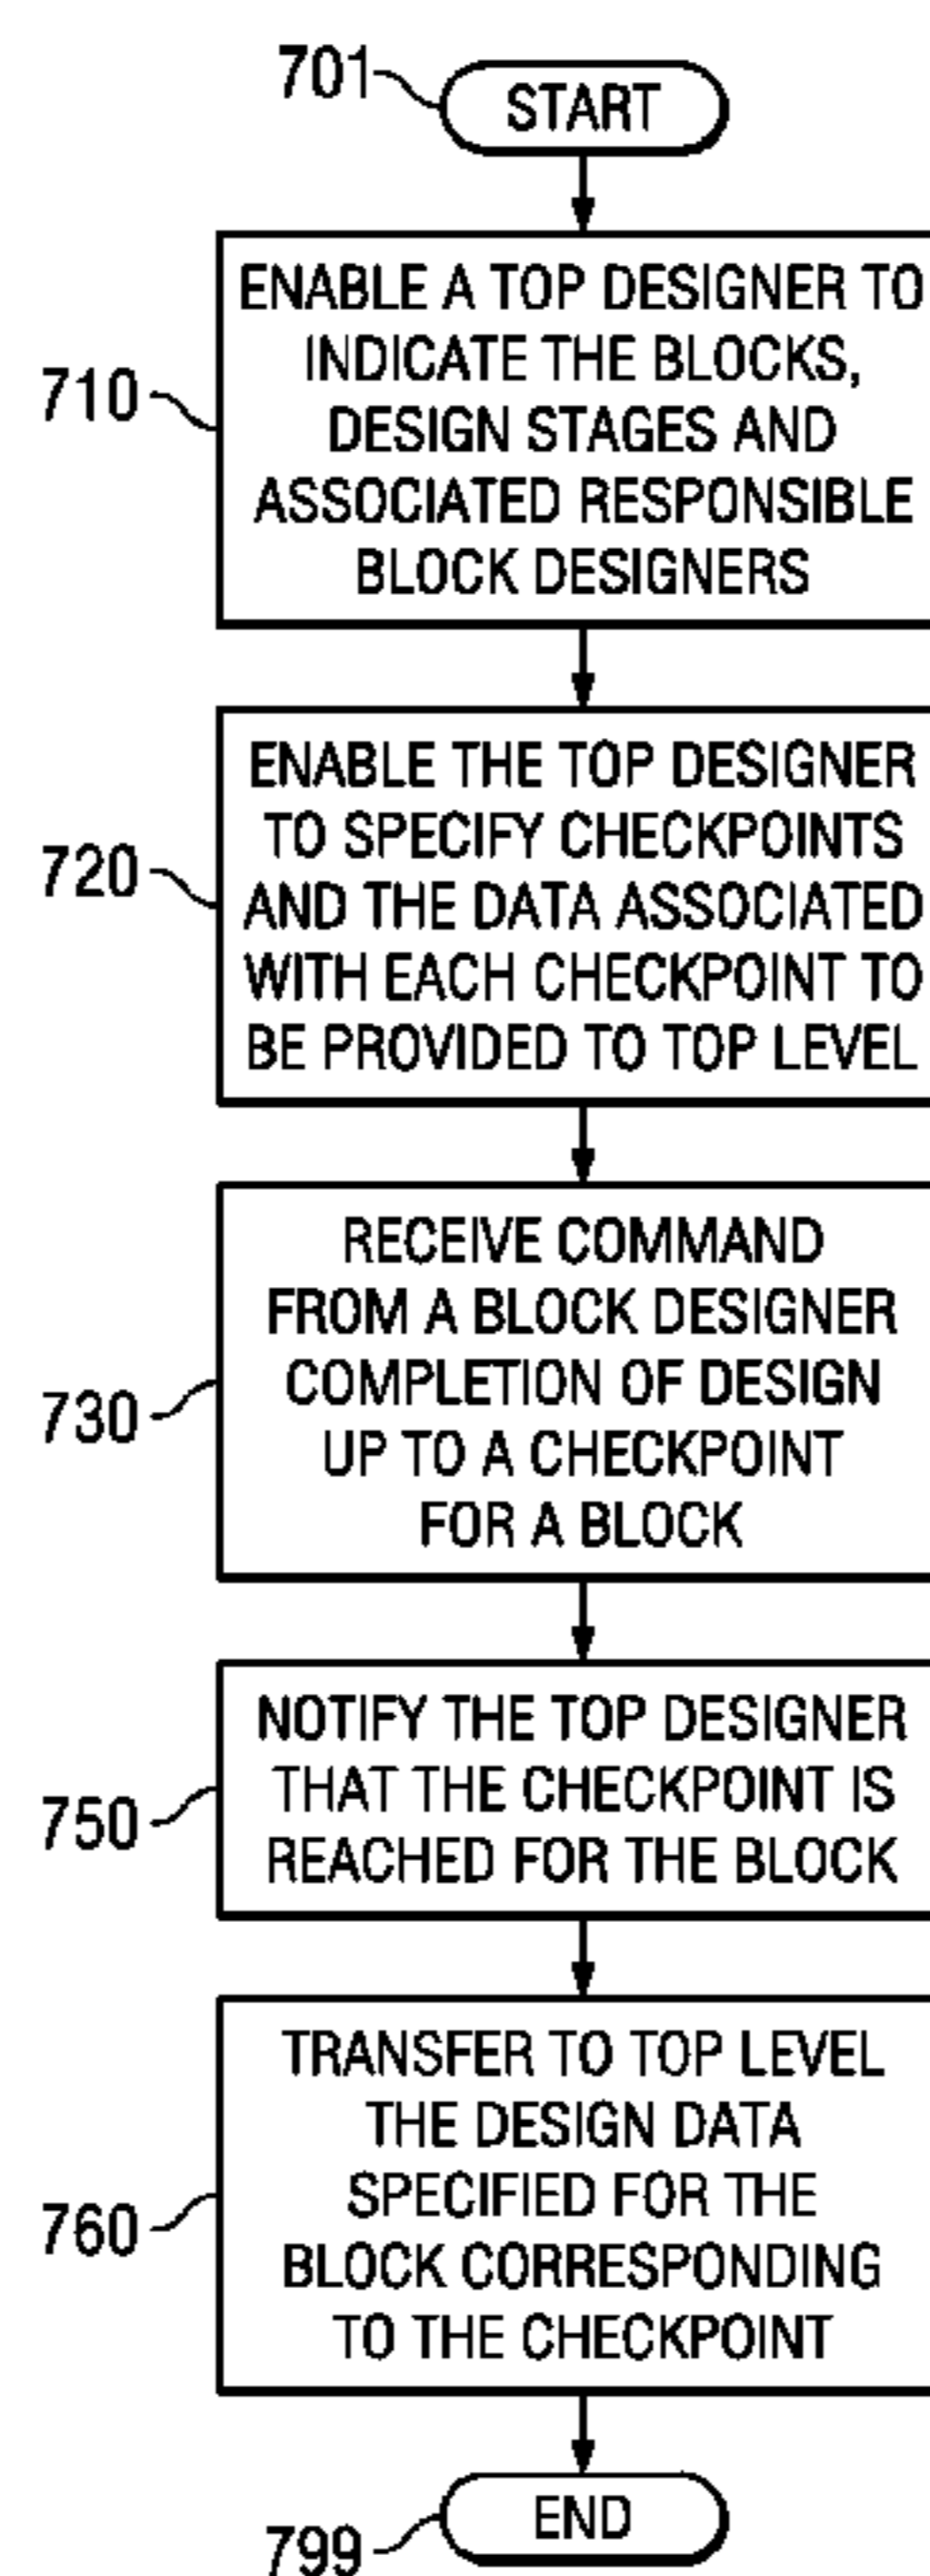 701
START
710
ENABLE A TOP DESIGNER TO
INDICATE THE BLOCKS,
DESIGN STAGES AND
ASSOCIATED RESPONSIBLE
BLOCK DESIGNERS
720
ENABLE THE TOP DESIGNER
TO SPECIFY CHECKPOINTS
AND THE DATA ASSOCIATED
WITH EACH CHECKPOINT TO
BE PROVIDED TO TOP LEVEL
730
RECEIVE COMMAND
FROM A BLOCK DESIGNER
COMPLETION OF DESIGN
UP TO A CHECKPOINT
FOR A BLOCK
750
NOTIFY THE TOP DESIGNER
THAT THE CHECKPOINT IS
REACHED FOR THE BLOCK
760
TRANSFER TO TOP LEVEL
THE DESIGN DATA
SPECIFIED FOR THE
BLOCK CORRESPONDING
TO THE CHECKPOINT
799
END